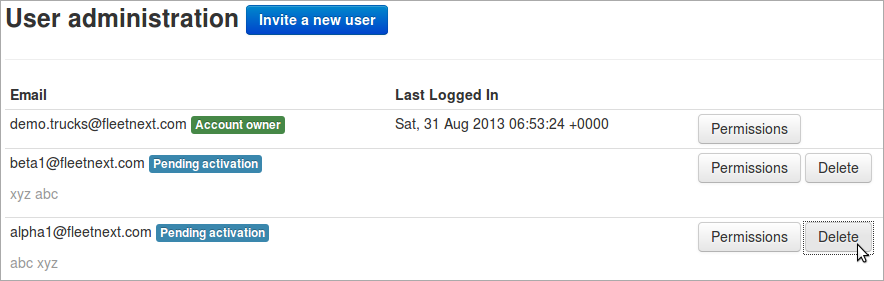 User administration Invite a new user
Email Last Logged In
demo.trucks@fleetnext.com Account owner Sat, 31 Aug 2013 06:53:24 +0000 Permissions
beta1@fleetnext.com Pending activation Permissions Delete
xyz abc
alpha1@fleetnext.com Pending activation Permissions Delete
abc xyz